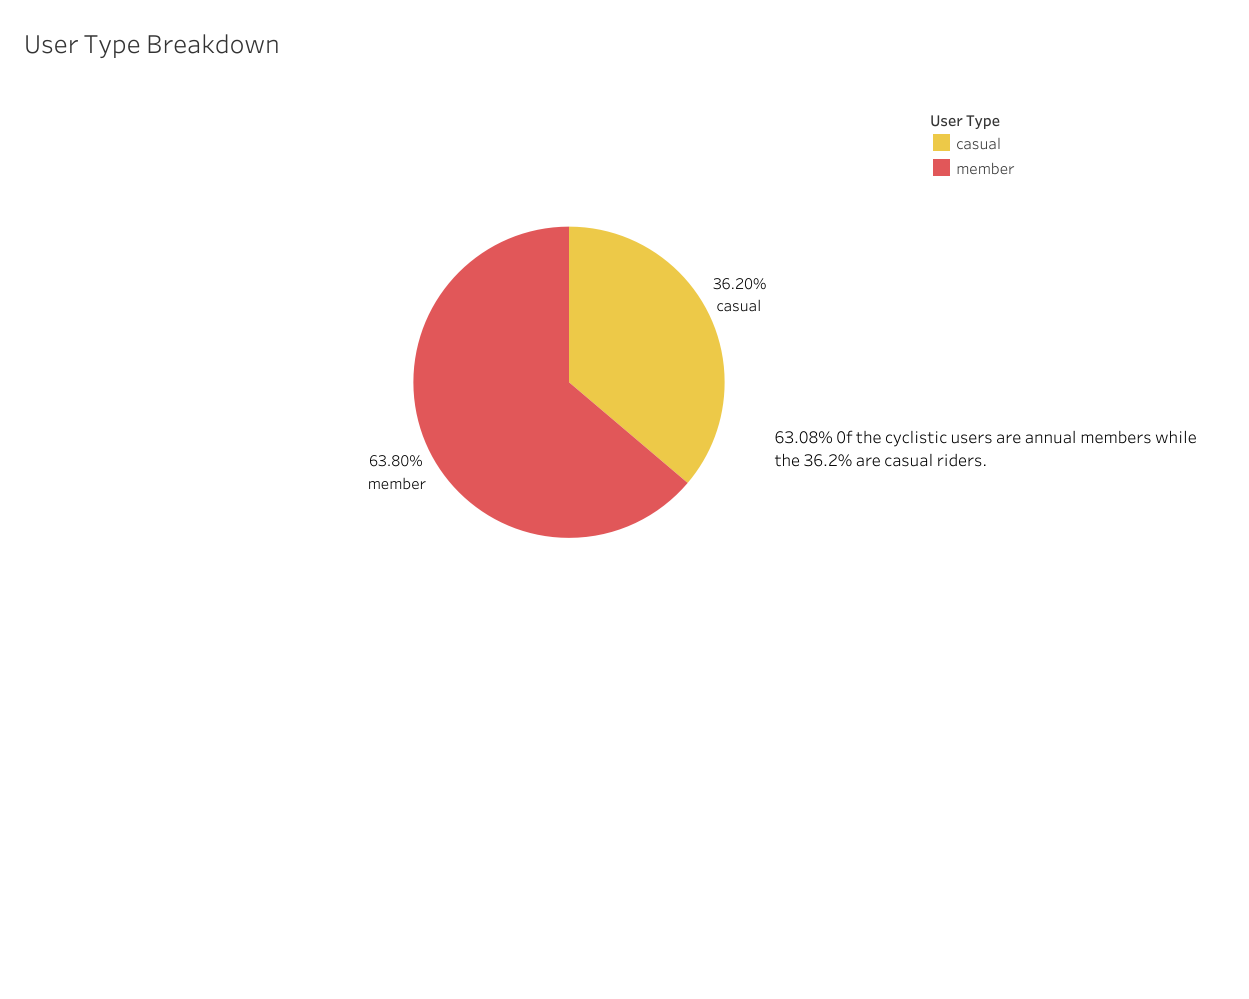 User Type Breakdown
User Type
casual
member
36.20%
casual
63.08% 0f the cyclistic users are annual members while
the 36.2% are casual riders.
63.80%
member